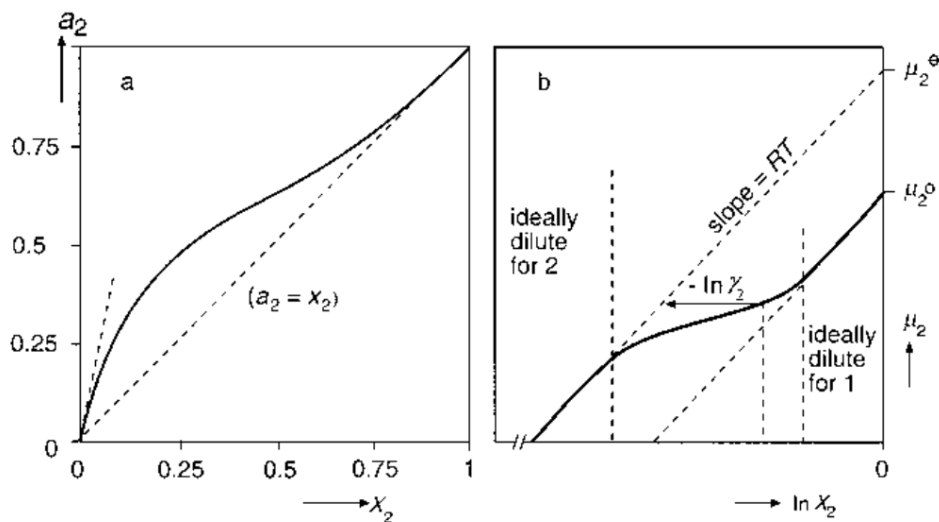 a₂
a
0.75
0.5
0.25
0
(a₂ = x₂)
0
0.25
0.5
0.75
1
X₂
b
μ₂^⊖
μ₂°
slope = RT
ideally
dilute
for 2
- ln γ₂
ideally
dilute
for 1
μ₂
0
ln X₂